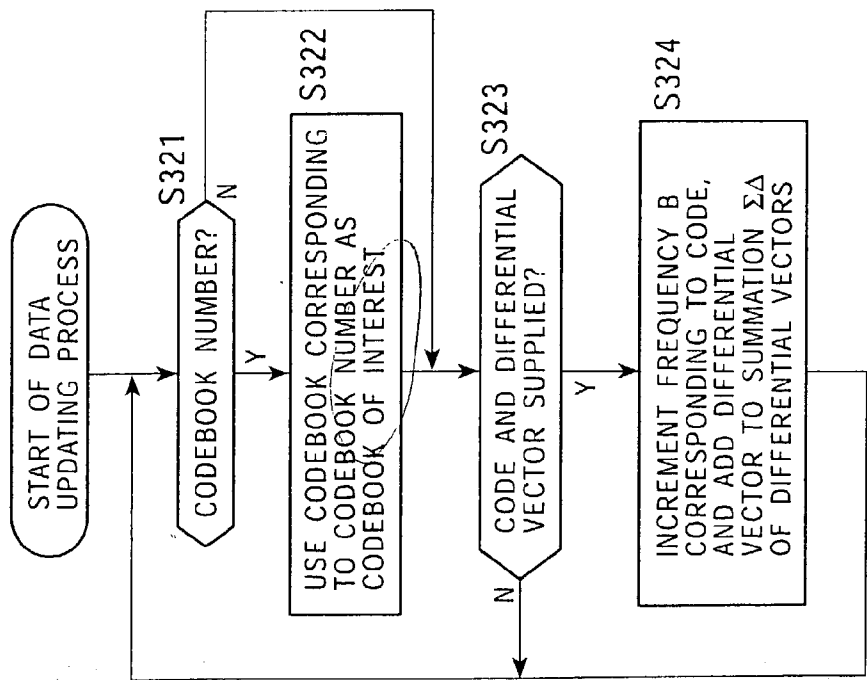 START OF DATA
UPDATING PROCESS
S321
CODEBOOK NUMBER?
N
Y
S322
USE CODEBOOK CORRESPONDING
TO CODEBOOK NUMBER AS
CODEBOOK OF INTEREST
S323
CODE AND DIFFERENTIAL
VECTOR SUPPLIED?
N
Y
S324
INCREMENT FREQUENCY B
CORRESPONDING TO CODE,
AND ADD DIFFERENTIAL
VECTOR TO SUMMATION ΣΔ
OF DIFFERENTIAL VECTORS